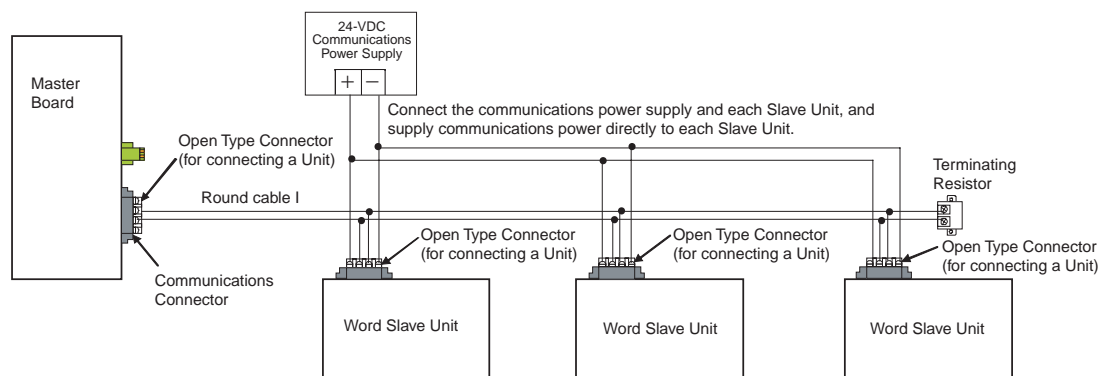 24-VDC
Communications
Power Supply
+ −
Master
Board
Connect the communications power supply and each Slave Unit, and
supply communications power directly to each Slave Unit.
Open Type Connector
(for connecting a Unit)
Terminating
Resistor
Round cable I
Open Type Connector
(for connecting a Unit)
Open Type Connector
(for connecting a Unit)
Open Type Connector
(for connecting a Unit)
Communications
Connector
Word Slave Unit
Word Slave Unit
Word Slave Unit